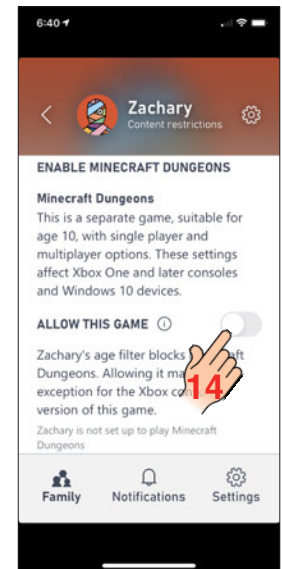 6:40
Zachary
Content restrictions
ENABLE MINECRAFT DUNGEONS
Minecraft Dungeons
This is a separate game, suitable for
age 10, with single player and
multiplayer options. These settings
affect Xbox One and later consoles
and Windows 10 devices.
ALLOW THIS GAME
Zachary's age filter blocks
Dungeons. Allowing it
exception for the Xbox
version of this game.
14
Zachary is not set up to play Minecraft
Dungeons
Family Notifications Settings